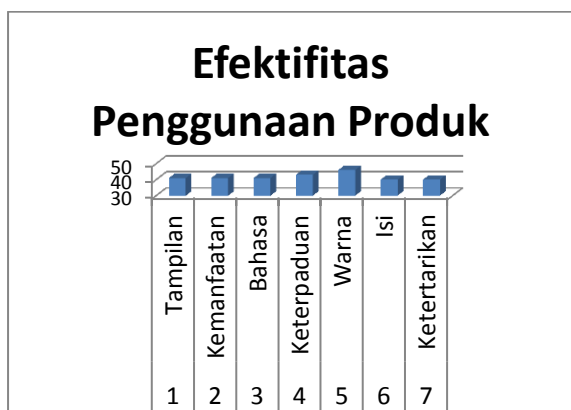 Efektifitas
Penggunaan Produk
50
40
30
Tampilan
Kemanfaatan
Bahasa
Keterpaduan
Warna
Isi
Ketertarikan
1 2 3 4 5 6 7